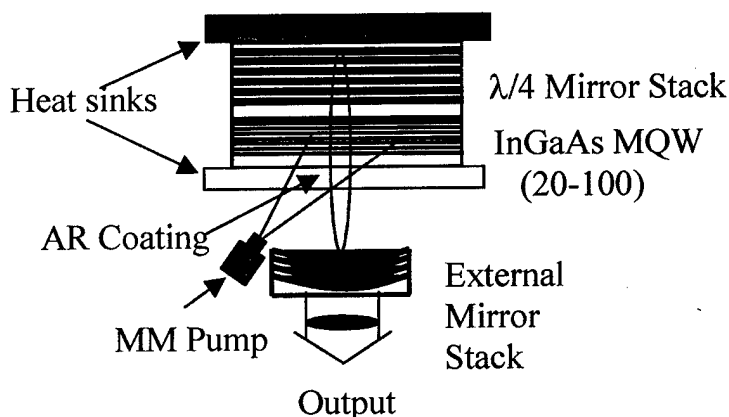 Heat sinks
λ/4 Mirror Stack
InGaAs MQW
(20-100)
AR Coating
MM Pump
External
Mirror
Stack
Output